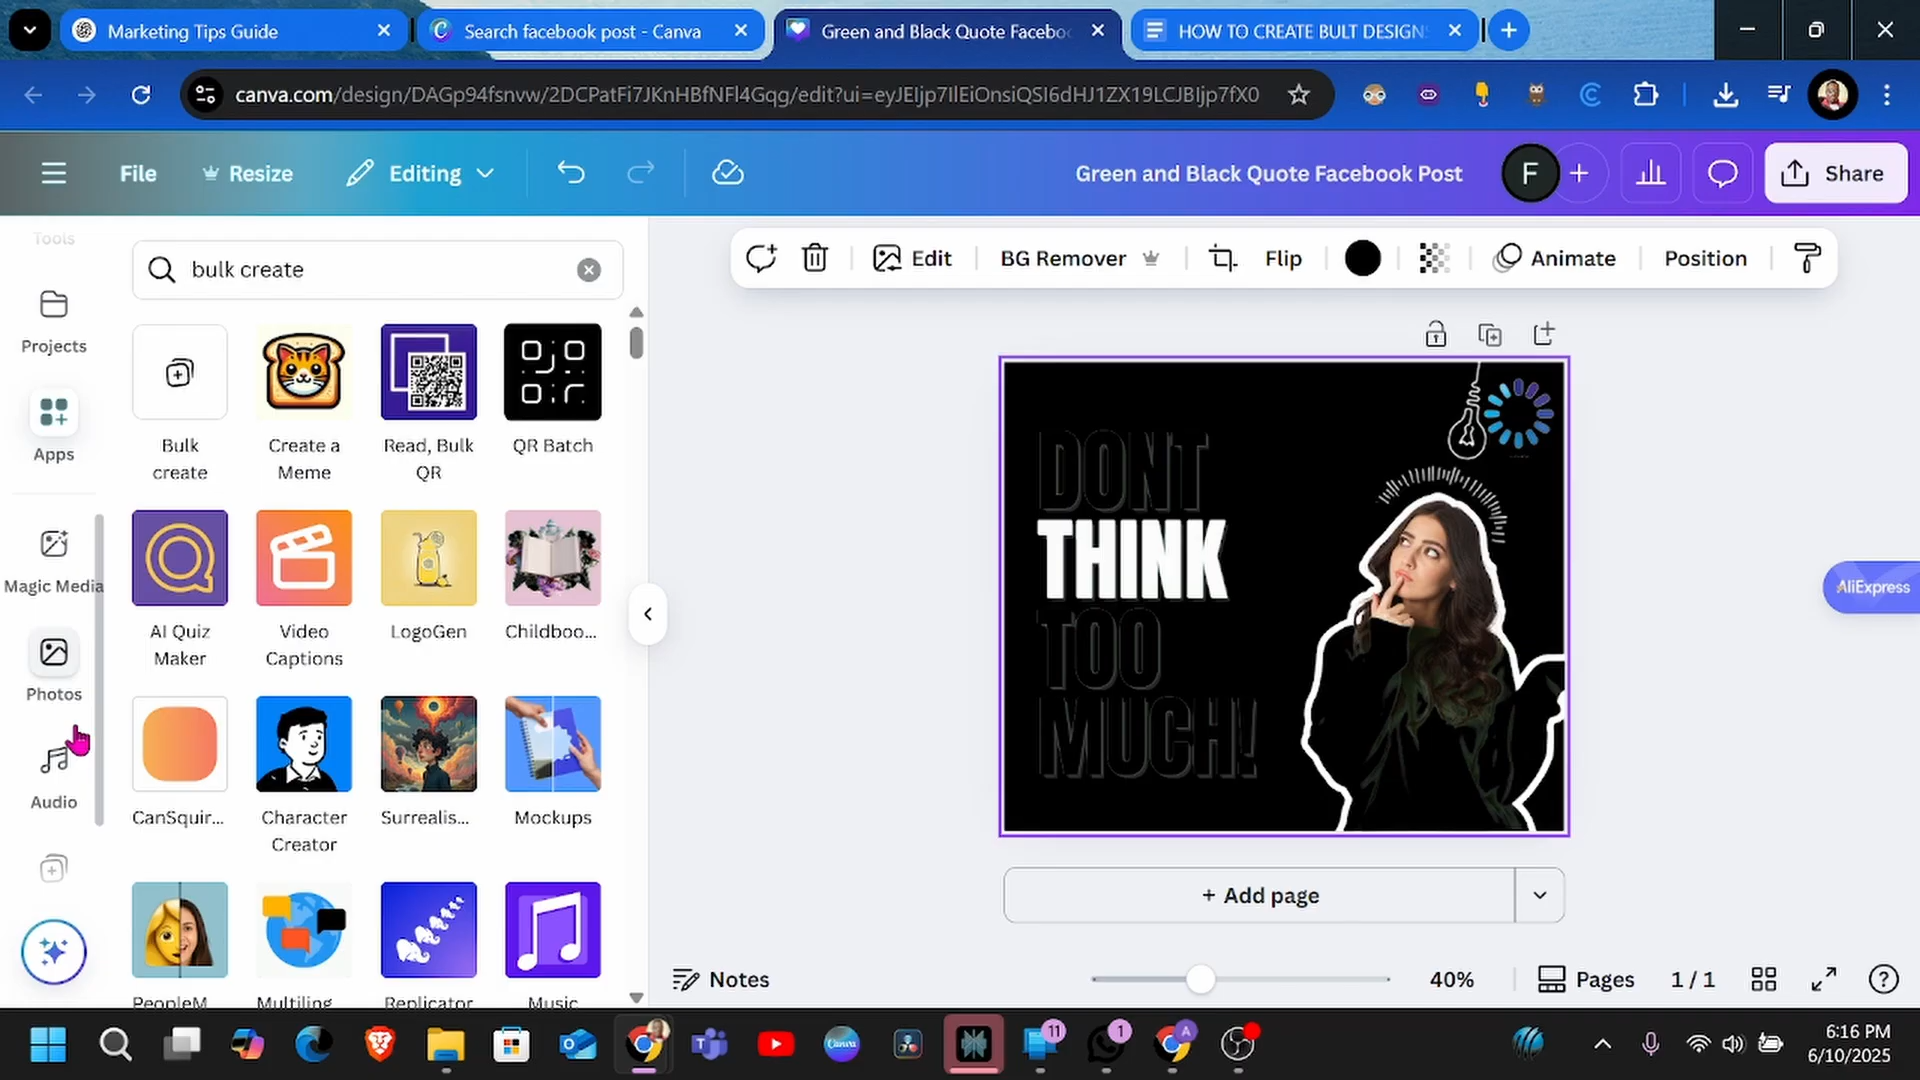 Marketing Tips Guide
Search facebook post - Canva
Green and Black Quote Facebo
HOW TO CREATE BULT DESIGN
canva.com/design/DAGp94fsnvw/2DCPatFi7JKnHBfNFl4Gqg/edit?ui=eyJEIjp7IlEiOnsiQSI6dHJ1ZX19LCJBIjp7fX0
File
Resize
Editing
Green and Black Quote Facebook Post
F
Share
Tools
Projects
Apps
Magic Media
Photos
Audio
bulk create
Bulk create
Create a Meme
Read, Bulk QR
QR Batch
AI Quiz Maker
Video Captions
LogoGen
Childboo...
CanSquir...
Character Creator
Surrealis...
Mockups
PeopleM
Multiling
Replicator
Music
Edit
BG Remover
Flip
Animate
Position
DONT
THINK
TOO
MUCH!
AliExpress
+ Add page
Notes
40%
Pages
1 / 1
Canva
11
1
A
6:16 PM
6/10/2025